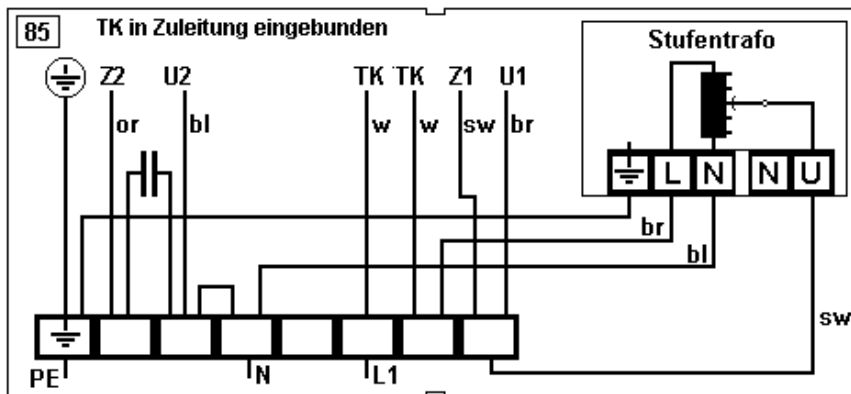 85 TK in Zuleitung eingebunden
Stufentrafo
Z2 U2 TK TK Z1 U1
or bl w w sw br
L N N U
br
bl
sw
PE N L1